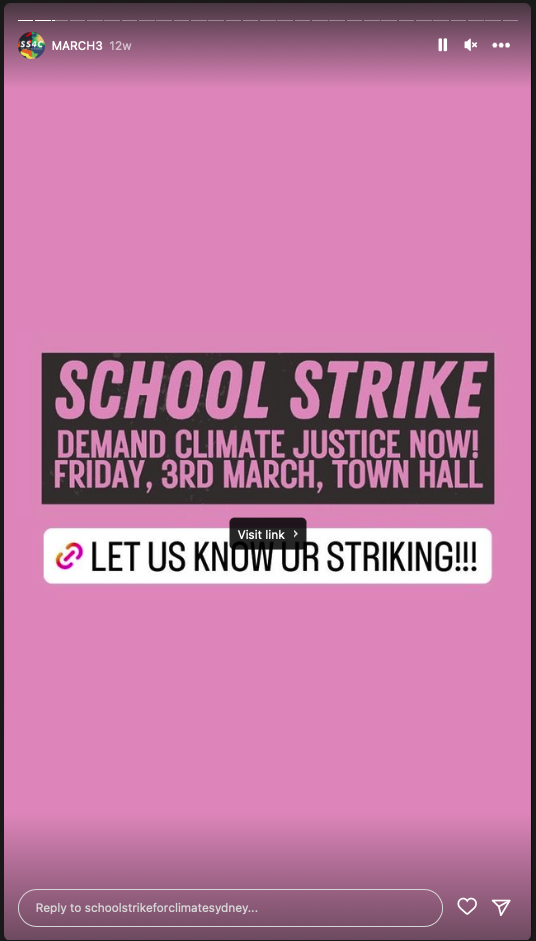 SS4C
MARCH3 12w
SCHOOL STRIKE
DEMAND CLIMATE JUSTICE NOW!
FRIDAY, 3RD MARCH, TOWN HALL
Visit link
LET US KNOW UR STRIKING!!!
Reply to schoolstrikeforclimatesydney...